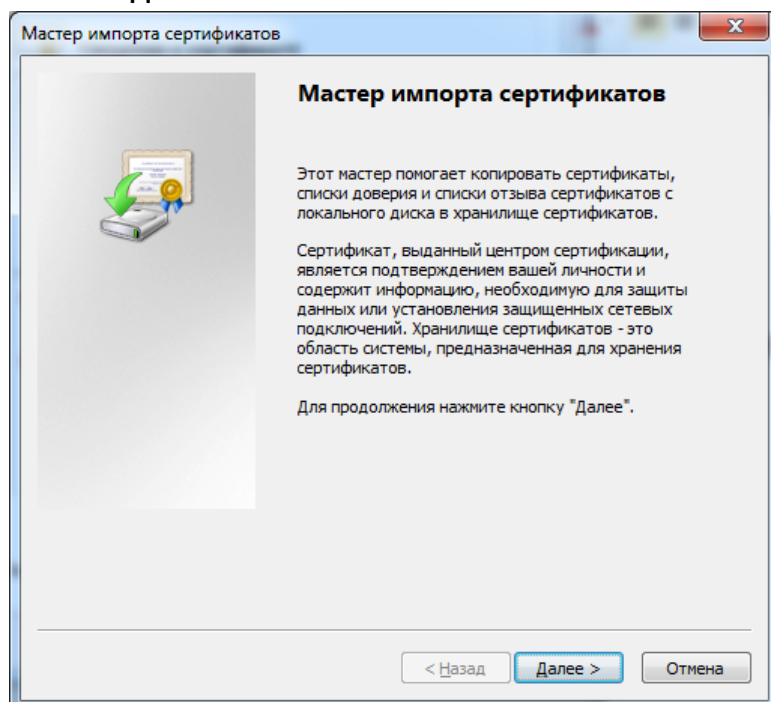 Мастер импорта сертификатов
Мастер импорта сертификатов
Этот мастер помогает копировать сертификаты,
списки доверия и списки отзыва сертификатов с
локального диска в хранилище сертификатов.
Сертификат, выданный центром сертификации,
является подтверждением вашей личности и
содержит информацию, необходимую для защиты
данных или установления защищенных сетевых
подключений. Хранилище сертификатов - это
область системы, предназначенная для хранения
сертификатов.
Для продолжения нажмите кнопку "Далее".
< Назад
Далее >
Отмена